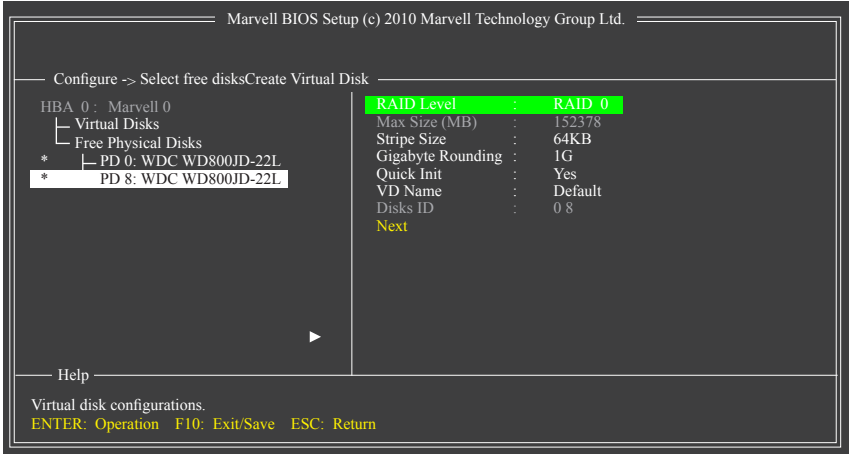 Marvell BIOS Setup (c) 2010 Marvell Technology Group Ltd.
Configure -> Select free disksCreate Virtual Disk
HBA 0 : Marvell 0
Virtual Disks
Free Physical Disks
* PD 0: WDC WD800JD-22L
* PD 8: WDC WD800JD-22L
RAID Level : RAID 0
Max Size (MB) : 152378
Stripe Size : 64KB
Gigabyte Rounding : 1G
Quick Init : Yes
VD Name : Default
Disks ID : 0 8
Next
Help
Virtual disk configurations.
ENTER: Operation F10: Exit/Save ESC: Return